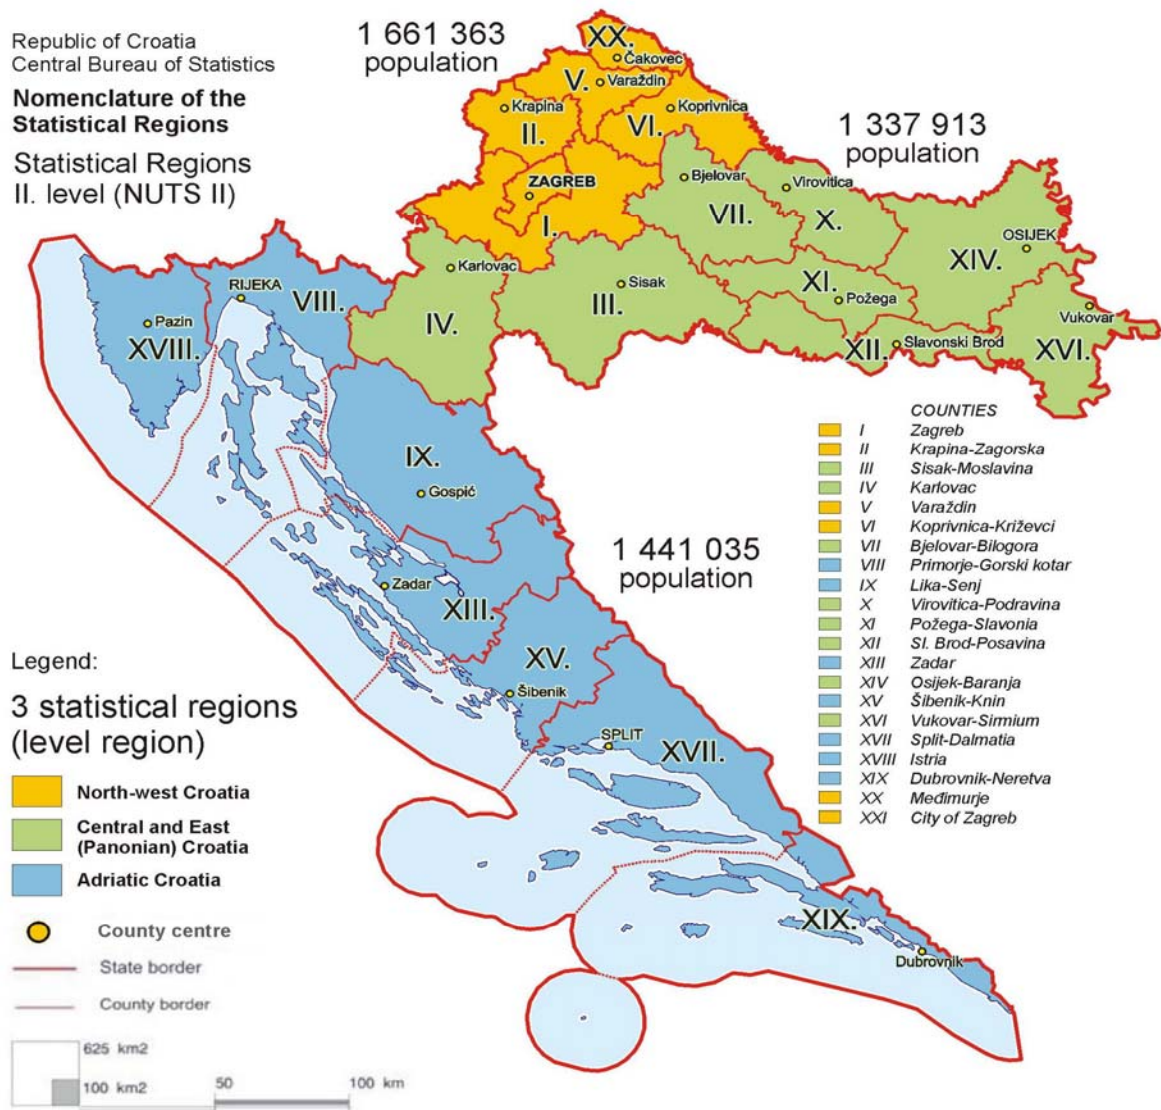 Republic of Croatia
Central Bureau of Statistics
Nomenclature of the
Statistical Regions
Statistical Regions
II. level (NUTS II)
1 661 363
population
1 337 913
population
1 441 035
population
XX.
Čakovec
V.
Varaždin
Krapina
II.
Koprivnica
VI.
ZAGREB
I.
Bjelovar
VII.
Virovitica
X.
OSIJEK
XIV.
Karlovac
IV.
Sisak
III.
XI.
Požega
Vukovar
XVI.
XII.
Slavonski Brod
RIJEKA
VIII.
Pazin
XVIII.
IX.
Gospić
Zadar
XIII.
XV.
Šibenik
SPLIT
XVII.
XIX.
Dubrovnik
COUNTIES
I Zagreb
II Krapina-Zagorska
III Sisak-Moslavina
IV Karlovac
V Varaždin
VI Koprivnica-Križevci
VII Bjelovar-Bilogora
VIII Primorje-Gorski kotar
IX Lika-Senj
X Virovitica-Podravina
XI Požega-Slavonia
XII Sl. Brod-Posavina
XIII Zadar
XIV Osijek-Baranja
XV Šibenik-Knin
XVI Vukovar-Sirmium
XVII Split-Dalmatia
XVIII Istria
XIX Dubrovnik-Neretva
XX Međimurje
XXI City of Zagreb
Legend:
3 statistical regions
(level region)
North-west Croatia
Central and East
(Panonian) Croatia
Adriatic Croatia
County centre
State border
County border
625 km2
100 km2
50
100 km